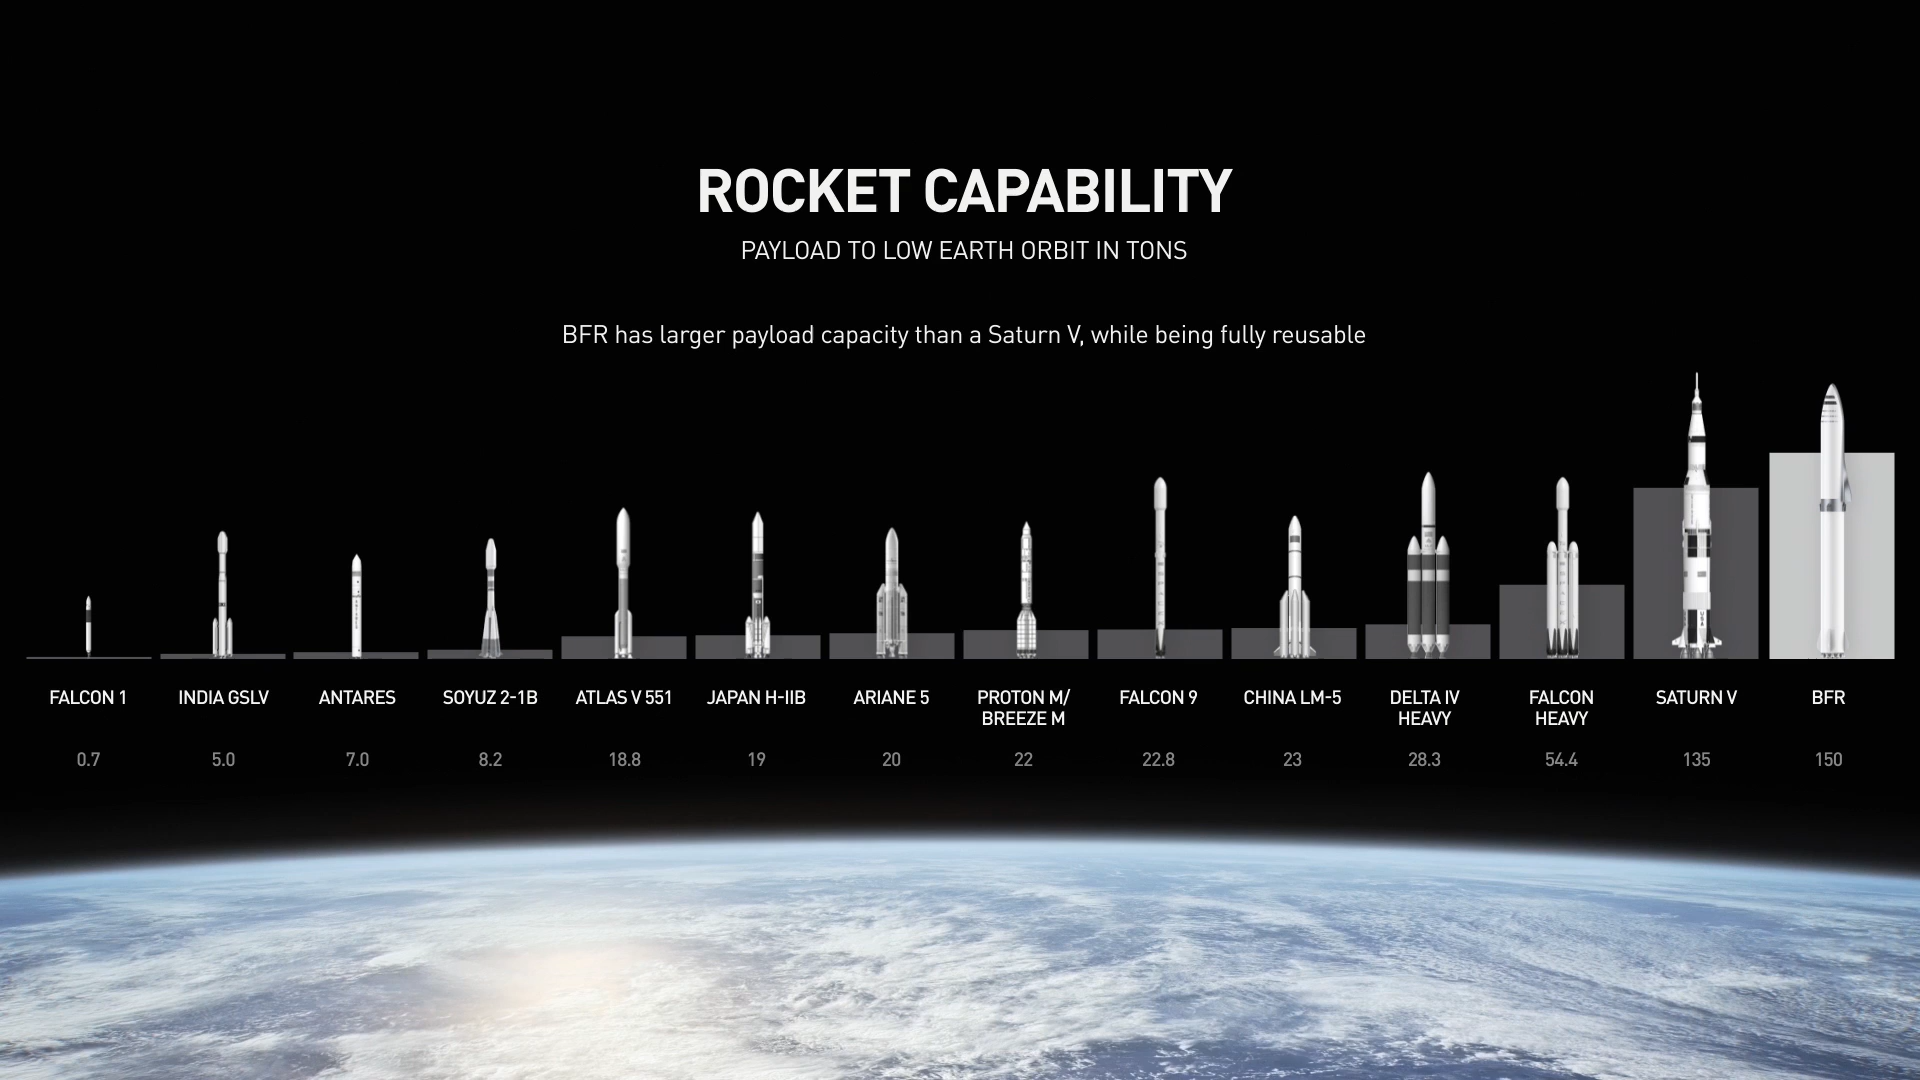 ROCKET CAPABILITY
PAYLOAD TO LOW EARTH ORBIT IN TONS
BFR has larger payload capacity than a Saturn V, while being fully reusable
FALCON 1
INDIA GSLV
ANTARES
SOYUZ 2-1B
ATLAS V 551
JAPAN H-IIB
ARIANE 5
PROTON M/
BREEZE M
FALCON 9
CHINA LM-5
DELTA IV
HEAVY
FALCON
HEAVY
SATURN V
BFR
0.7
5.0
7.0
8.2
18.8
19
20
22
22.8
23
28.3
54.4
135
150